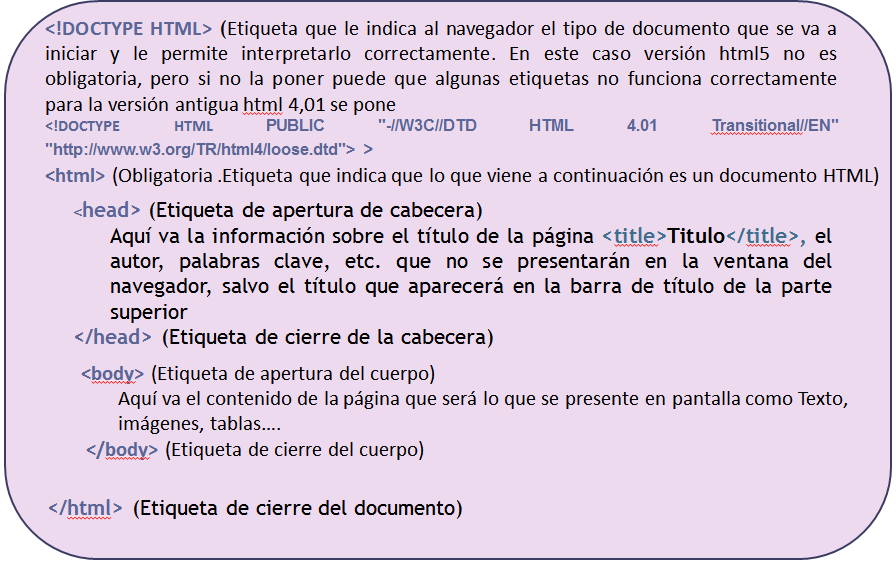 <!DOCTYPE HTML> (Etiqueta que le indica al navegador el tipo de documento que se va a
iniciar y le permite interpretarlo correctamente. En este caso versión html5 no es
obligatoria, pero si no la poner puede que algunas etiquetas no funciona correctamente
para la versión antigua html 4,01 se pone
<!DOCTYPE HTML PUBLIC "-//W3C//DTD HTML 4.01 Transitional//EN"
"http://www.w3.org/TR/html4/loose.dtd"> >
<html> (Obligatoria .Etiqueta que indica que lo que viene a continuación es un documento HTML)
<head> (Etiqueta de apertura de cabecera)
Aquí va la información sobre el título de la página <title>Titulo</title>, el
autor, palabras clave, etc. que no se presentarán en la ventana del
navegador, salvo el título que aparecerá en la barra de título de la parte
superior
</head> (Etiqueta de cierre de la cabecera)
<body> (Etiqueta de apertura del cuerpo)
Aquí va el contenido de la página que será lo que se presente en pantalla como Texto,
imágenes, tablas....
</body> (Etiqueta de cierre del cuerpo)
</html> (Etiqueta de cierre del documento)